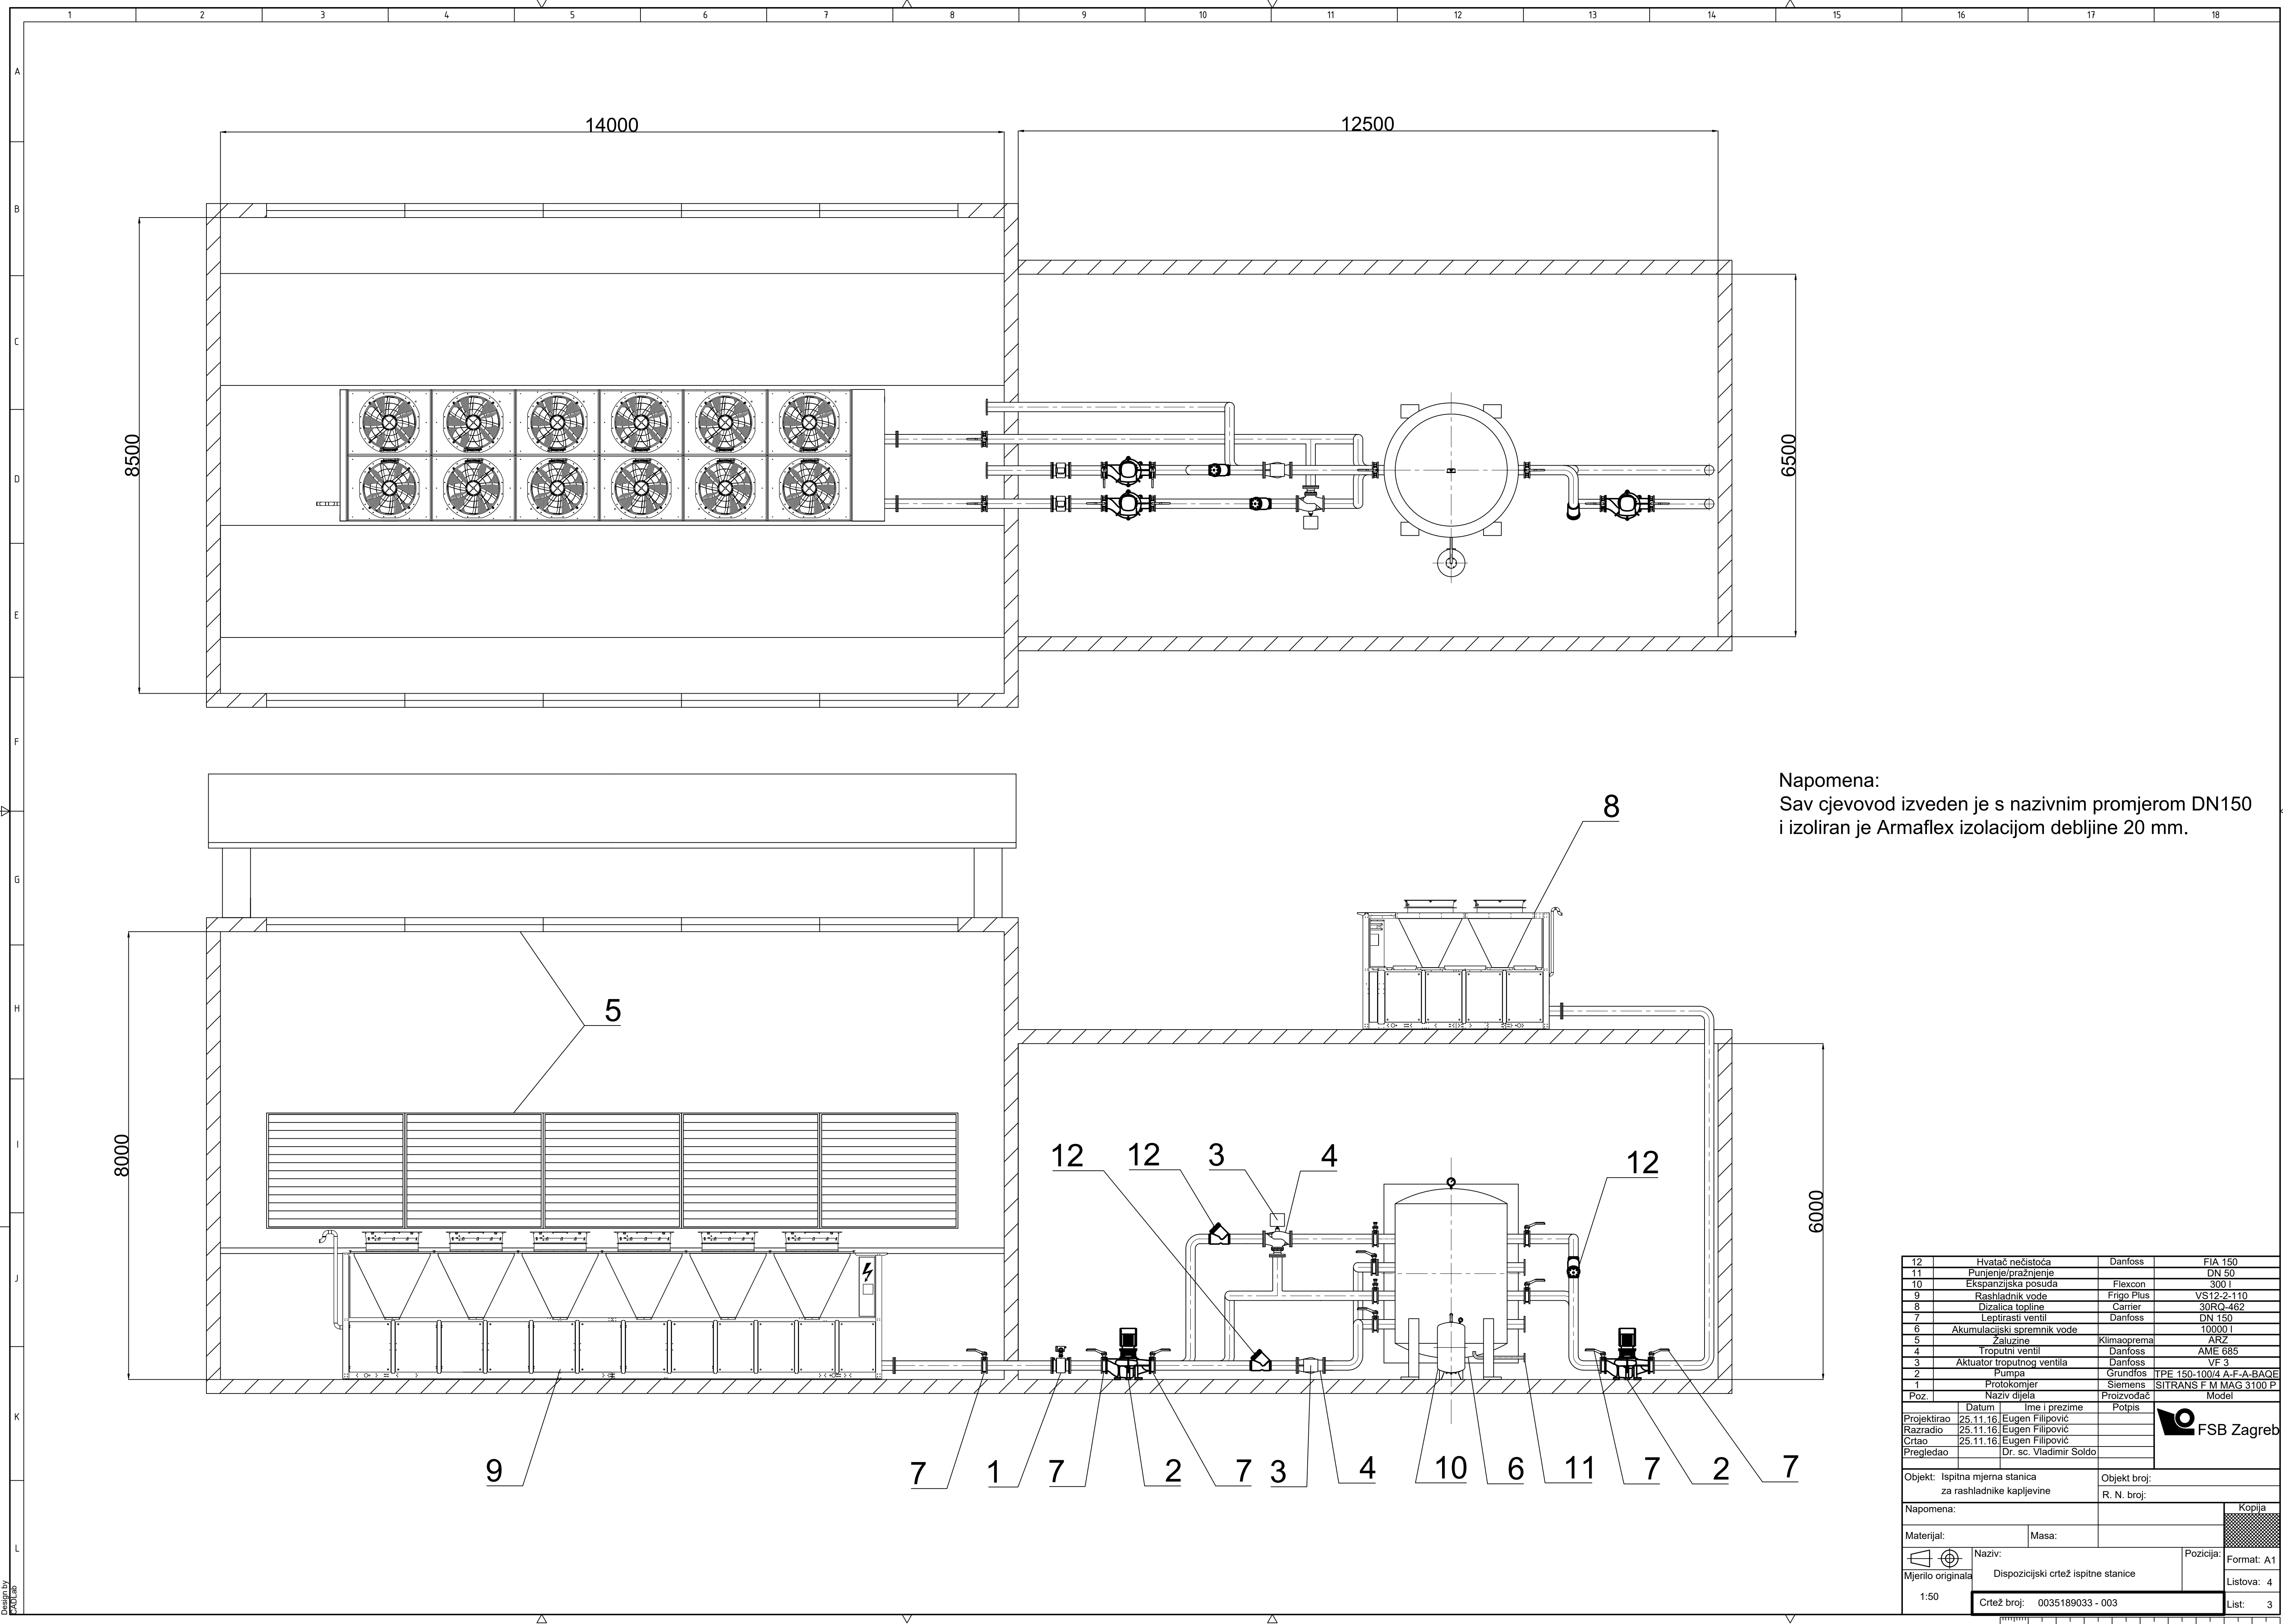 1 2 3 4 5 6 7 8 9 10 11 12 13 14 15 16 17 18
A
B
C
D
E
F
G
H
I
J
K
L
14000
12500
8500
6500
Napomena:
Sav cjevovod izveden je s nazivnim promjerom DN150
i izoliran je Armaflex izolacijom debljine 20 mm.
8
5
8000
6000
12 12 3 4 12
9 7 1 7 2 7 3 4 10 6 11 7 2 7
12 Hvatač nečistoća Danfoss FIA 150
11 Punjenje/pražnjenje DN 50
10 Ekspanzijska posuda Flexcon 300 l
9 Rashladnik vode Frigo Plus VS12-2-110
8 Dizalica topline Carrier 30RQ-462
7 Leptirasti ventil Danfoss DN 150
6 Akumulacijski spremnik vode 10000 l
5 Žaluzine Klimaoprema ARZ
4 Troputni ventil Danfoss AME 685
3 Aktuator troputnog ventila Danfoss VF 3
2 Pumpa Grundfos TPE 150-100/4 A-F-A-BAQE
1 Protokomjer Siemens SITRANS F M MAG 3100 P
Poz. Naziv dijela Proizvođač Model
Datum Ime i prezime Potpis
Projektirao 25.11.16. Eugen Filipović
Razradio 25.11.16. Eugen Filipović
Crtao 25.11.16. Eugen Filipović
Pregledao Dr. sc. Vladimir Soldo
FSB Zagreb
Objekt: Ispitna mjerna stanica
za rashladnike kapljevine
Objekt broj:
R. N. broj:
Napomena:
Kopija
Materijal: Masa:
Naziv:
Dispozicijski crtež ispitne stanice
Pozicija:
Format: A1
Mjerilo originala
1:50
Listova: 4
Crtež broj: 0035189033 - 003
List: 3
Design by
CADLab